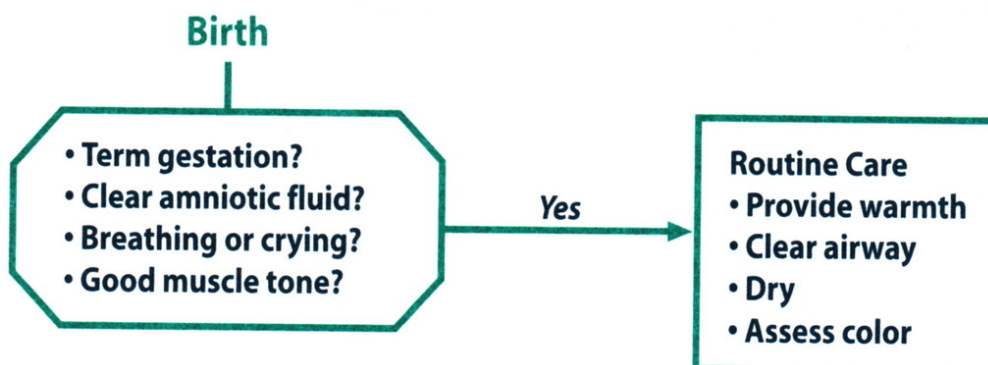 Birth
• Term gestation?
• Clear amniotic fluid?
• Breathing or crying?
• Good muscle tone?
Yes
Routine Care
• Provide warmth
• Clear airway
• Dry
• Assess color